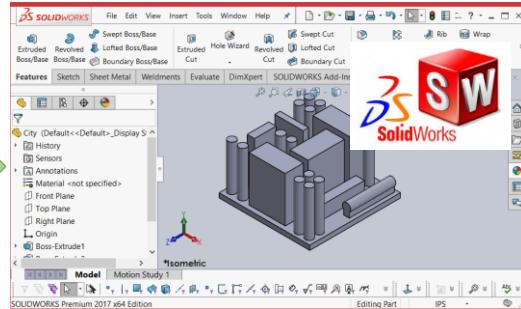 SOLIDWORKS File Edit View Insert Tools Window Help
Extruded Boss/Base
Revolved Boss/Base
Swept Boss/Base
Lofted Boss/Base
Boundary Boss/Base
Extruded Cut
Hole Wizard
Revolved Cut
Swept Cut
Lofted Cut
Boundary Cut
Rib
Wrap
Features Sketch Sheet Metal Weldments Evaluate DimXpert SOLIDWORKS Add-Ins
SW
SolidWorks
City (Default<<Default>_Display S
History
Sensors
Annotations
Material <not specified>
Front Plane
Top Plane
Right Plane
Origin
Boss-Extrude1
*Isometric
Model Motion Study 1
SOLIDWORKS Premium 2017 x64 Edition Editing Part IPS